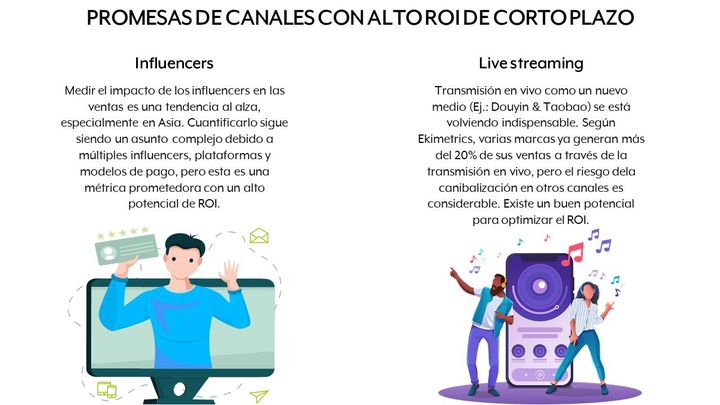 PROMESAS DE CANALES CON ALTO ROI DE CORTO PLAZO
Influencers
Medir el impacto de los influencers en las
ventas es una tendencia al alza,
especialmente en Asia. Cuantificarlo sigue
siendo un asunto complejo debido a
múltiples influencers, plataformas y
modelos de pago, pero esta es una
métrica prometedora con un alto
potencial de ROI.
Live streaming
Transmisión en vivo como un nuevo
medio (Ej.: Douyin & Taobao) se está
volviendo indispensable. Según
Ekimetrics, varias marcas ya generan más
del 20% de sus ventas a través de la
transmisión en vivo, pero el riesgo dela
canibalización en otros canales es
considerable. Existe un buen potencial
para optimizar el ROI.